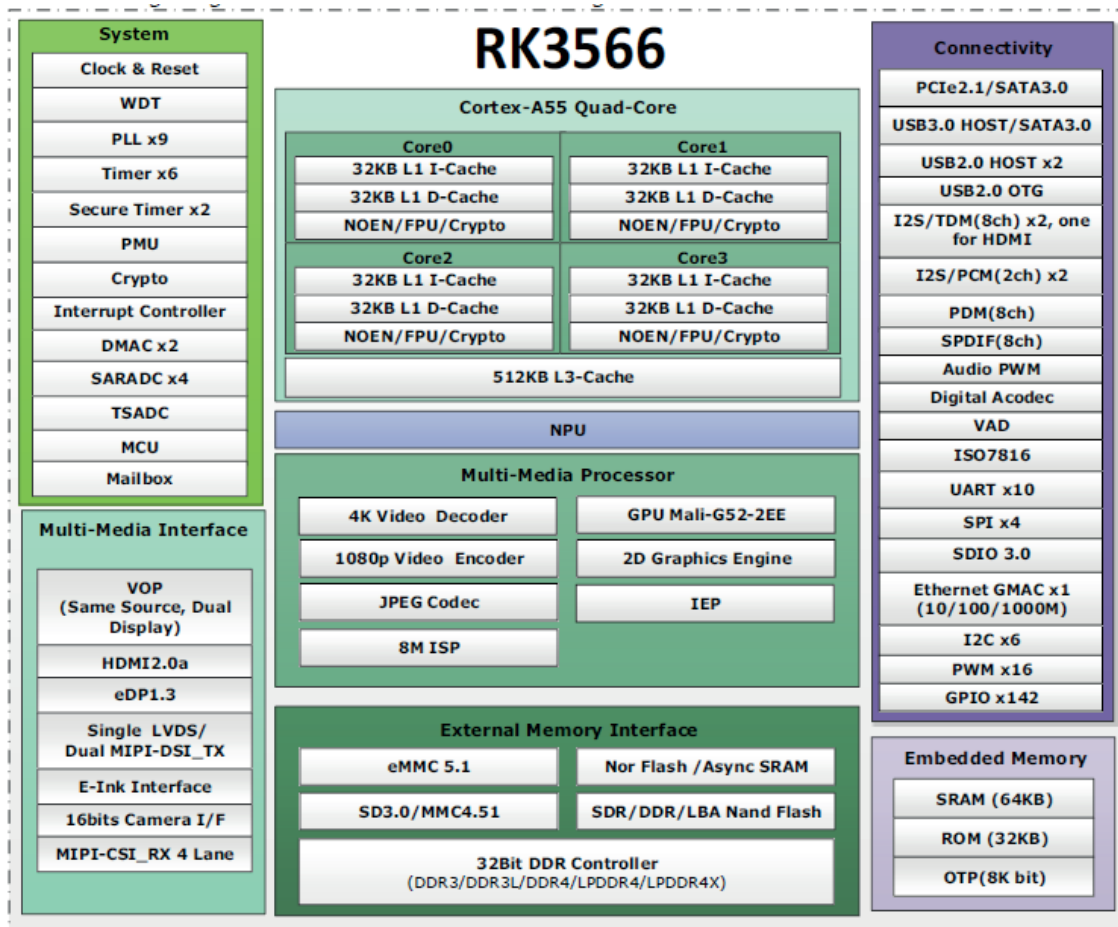 RK3566
System
Clock & Reset
WDT
PLL x9
Timer x6
Secure Timer x2
PMU
Crypto
Interrupt Controller
DMAC x2
SARADC x4
TSADC
MCU
Mailbox
Multi-Media Interface
VOP
(Same Source, Dual
Display)
HDMI2.0a
eDP1.3
Single LVDS/
Dual MIPI-DSI_TX
E-Ink Interface
16bits Camera I/F
MIPI-CSI_RX 4 Lane
Cortex-A55 Quad-Core
Core0
32KB L1 I-Cache
32KB L1 D-Cache
NOEN/FPU/Crypto
Core1
32KB L1 I-Cache
32KB L1 D-Cache
NOEN/FPU/Crypto
Core2
32KB L1 I-Cache
32KB L1 D-Cache
NOEN/FPU/Crypto
Core3
32KB L1 I-Cache
32KB L1 D-Cache
NOEN/FPU/Crypto
512KB L3-Cache
NPU
Multi-Media Processor
4K Video Decoder
1080p Video Encoder
JPEG Codec
8M ISP
GPU Mali-G52-2EE
2D Graphics Engine
IEP
External Memory Interface
eMMC 5.1
Nor Flash /Async SRAM
SD3.0/MMC4.51
SDR/DDR/LBA Nand Flash
32Bit DDR Controller
(DDR3/DDR3L/DDR4/LPDDR4/LPDDR4X)
Connectivity
PCIe2.1/SATA3.0
USB3.0 HOST/SATA3.0
USB2.0 HOST x2
USB2.0 OTG
I2S/TDM(8ch) x2, one
for HDMI
I2S/PCM(2ch) x2
PDM(8ch)
SPDIF(8ch)
Audio PWM
Digital Acodec
VAD
ISO7816
UART x10
SPI x4
SDIO 3.0
Ethernet GMAC x1
(10/100/1000M)
I2C x6
PWM x16
GPIO x142
Embedded Memory
SRAM (64KB)
ROM (32KB)
OTP(8K bit)